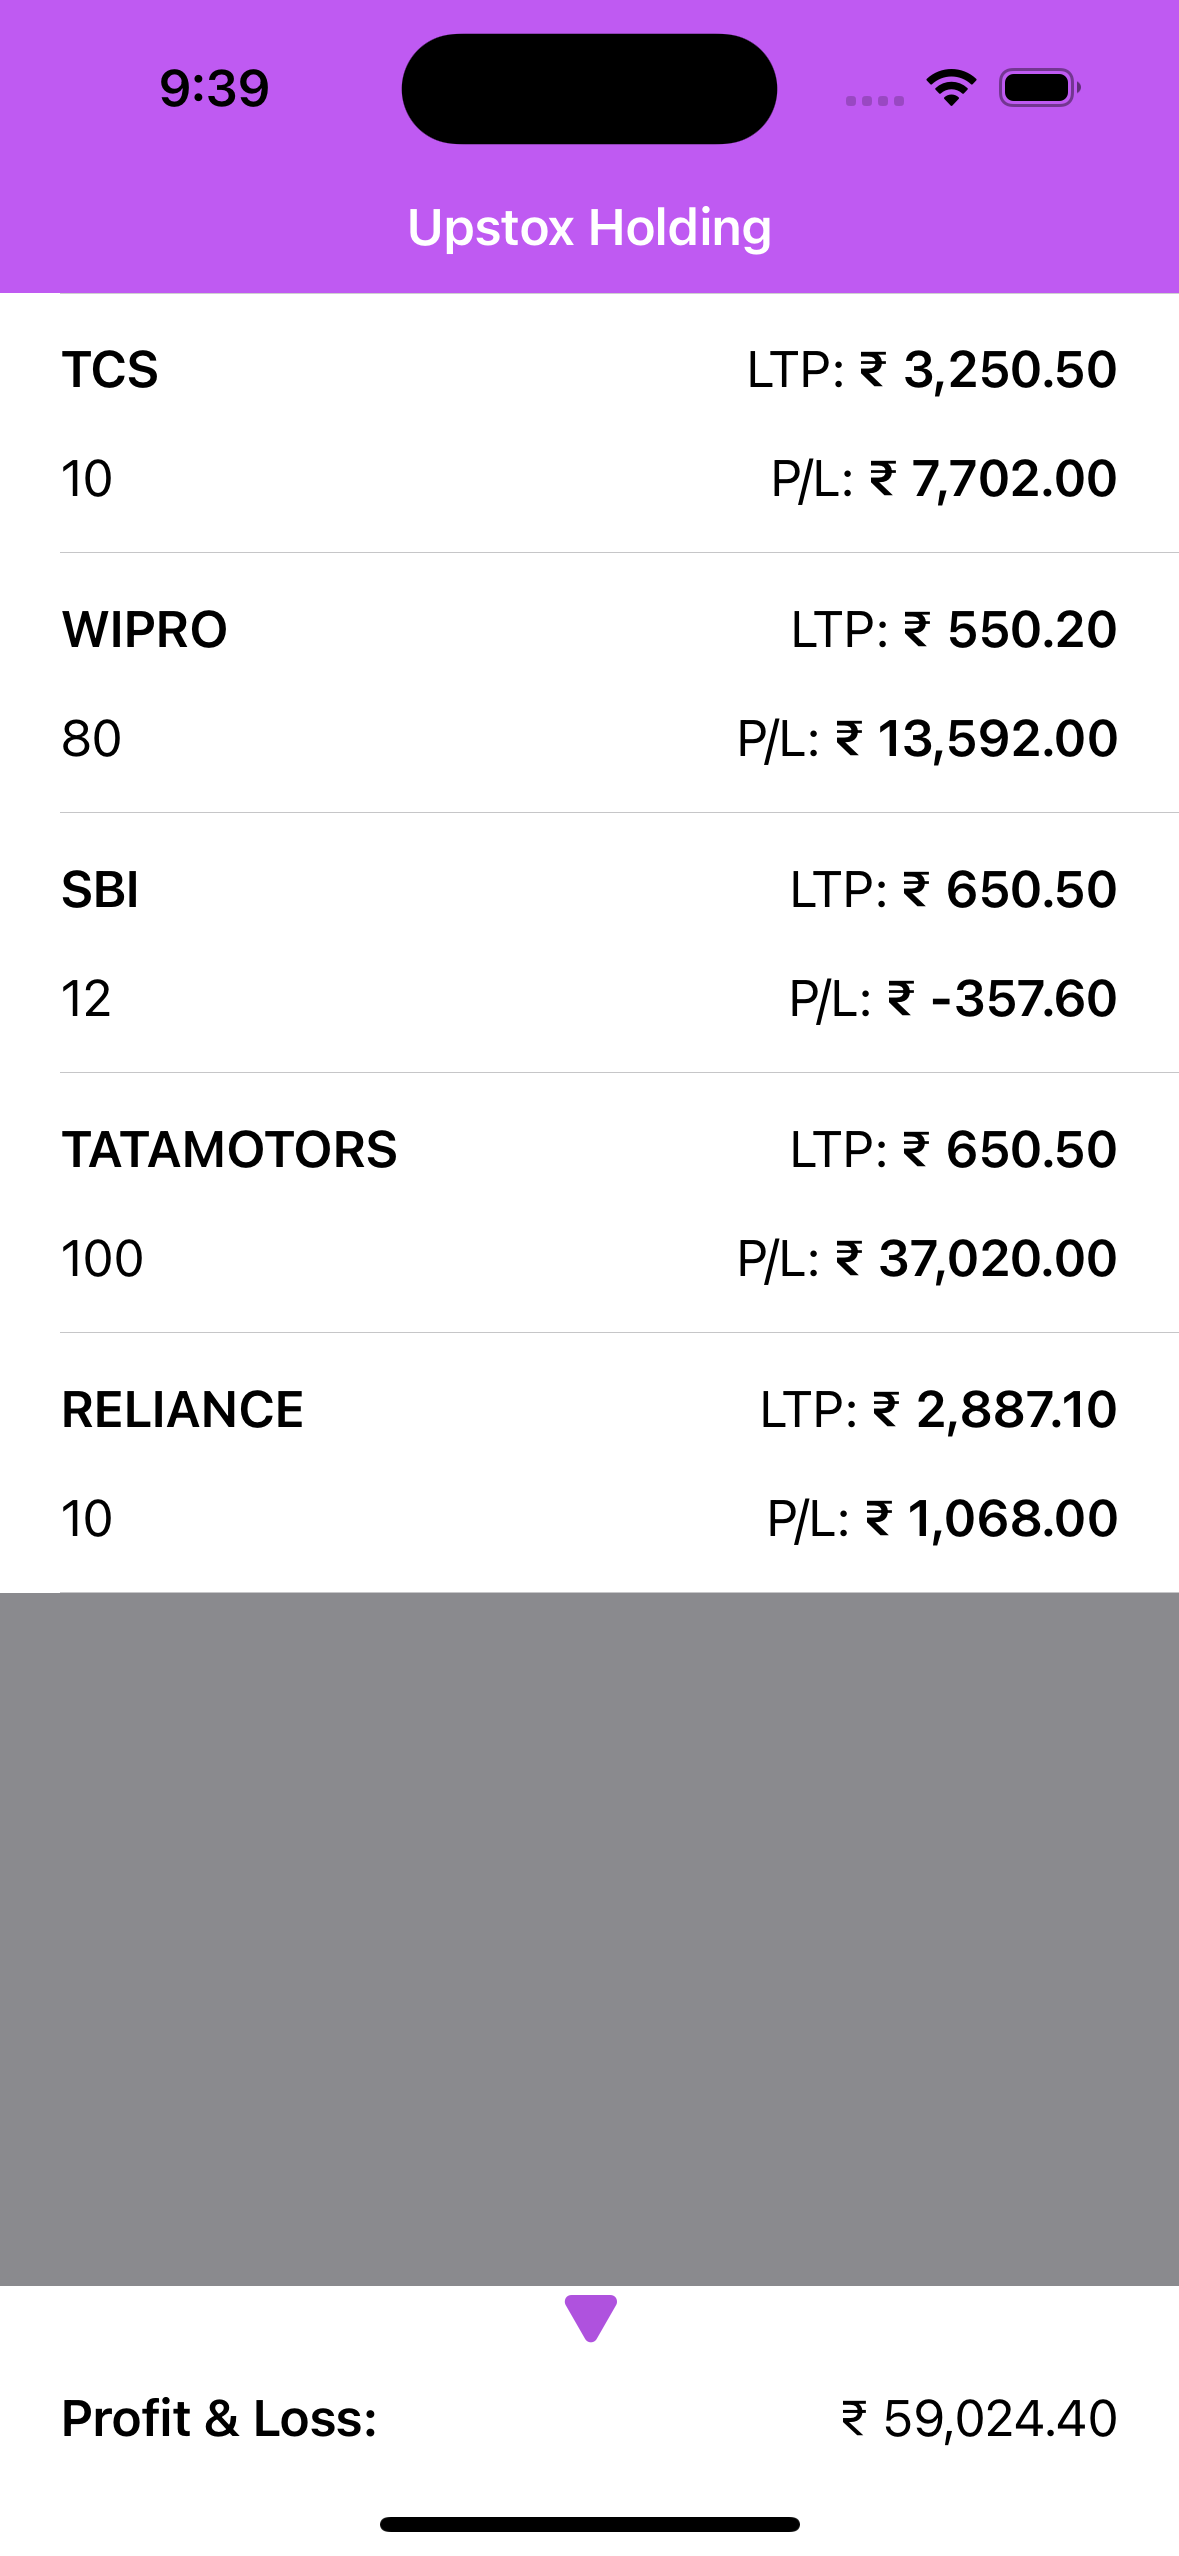 9:39
Upstox Holding
TCS LTP: ₹ 3,250.50
10 P/L: ₹ 7,702.00
WIPRO LTP: ₹ 550.20
80 P/L: ₹ 13,592.00
SBI LTP: ₹ 650.50
12 P/L: ₹ -357.60
TATAMOTORS LTP: ₹ 650.50
100 P/L: ₹ 37,020.00
RELIANCE LTP: ₹ 2,887.10
10 P/L: ₹ 1,068.00
Profit & Loss: ₹ 59,024.40